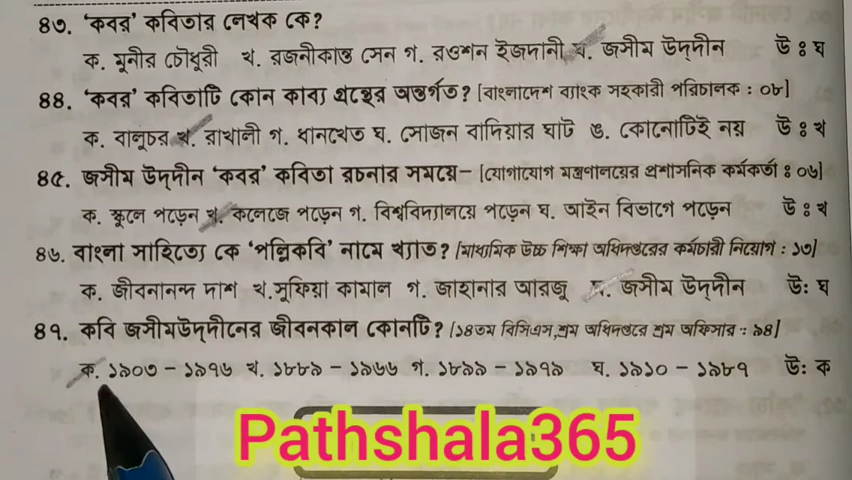 ৪৩. ‘কবর’ কবিতার লেখক কে?
ক. মুনীর চৌধুরী খ. রজনীকান্ত সেন গ. রওশন ইজদানী ঘ. জসীম উদ্‌দীন উ ঃ ঘ
৪৪. ‘কবর’ কবিতাটি কোন কাব্য গ্রন্থের অন্তর্গত? [বাংলাদেশ ব্যাংক সহকারী পরিচালক : ০৮]
ক. বালুচর খ. রাখালী গ. ধানখেত ঘ. সোজন বাদিয়ার ঘাট ঙ. কোনোটিই নয় উ ঃ খ
৪৫. জসীম উদ্‌দীন ‘কবর’ কবিতা রচনার সময়ে– [যোগাযোগ মন্ত্রণালয়ের প্রশাসনিক কর্মকর্তা ঃ ০৬]
ক. স্কুলে পড়েন খ. কলেজে পড়েন গ. বিশ্ববিদ্যালয়ে পড়েন ঘ. আইন বিভাগে পড়েন উ ঃ খ
৪৬. বাংলা সাহিত্যে কে ‘পল্লিকবি’ নামে খ্যাত? [মাধ্যমিক উচ্চ শিক্ষা অধিদপ্তরের কর্মচারী নিয়োগ : ১৩]
ক. জীবনানন্দ দাশ খ.সুফিয়া কামাল গ. জাহানার আরজু ঘ. জসীম উদ্‌দীন উ: ঘ
৪৭. কবি জসীমউদ্‌দীনের জীবনকাল কোনটি? [১৪তম বিসিএস,শ্রম অধিদপ্তরে শ্রম অফিসার : ৯৪]
ক. ১৯০৩ – ১৯৭৬ খ. ১৮৮৯ – ১৯৬৬ গ. ১৮৯৯ – ১৯৭৯ ঘ. ১৯১০ – ১৯৮৭ উ: ক
Pathshala365